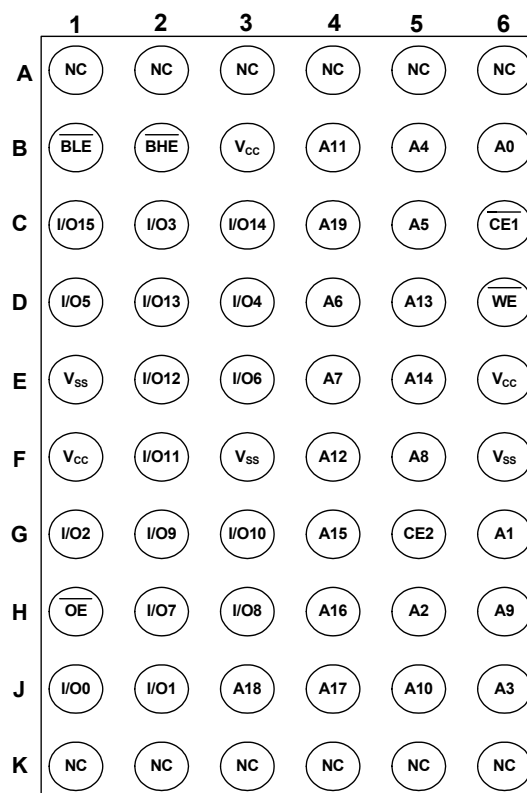 1 2 3 4 5 6
A NC NC NC NC NC NC
B BLE BHE VCC A11 A4 A0
C I/O15 I/O3 I/O14 A19 A5 CE1
D I/O5 I/O13 I/O4 A6 A13 WE
E VSS I/O12 I/O6 A7 A14 VCC
F VCC I/O11 VSS A12 A8 VSS
G I/O2 I/O9 I/O10 A15 CE2 A1
H OE I/O7 I/O8 A16 A2 A9
J I/O0 I/O1 A18 A17 A10 A3
K NC NC NC NC NC NC